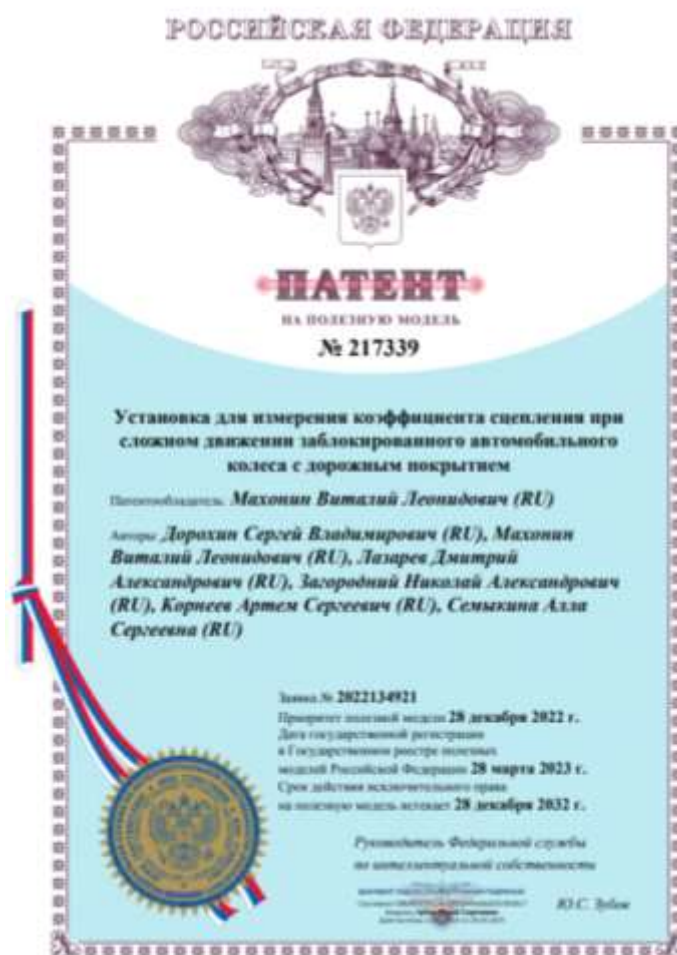 РОССИЙСКАЯ ФЕДЕРАЦИЯ
ПАТЕНТ
НА ПОЛЕЗНУЮ МОДЕЛЬ
№ 217339
Установка для измерения коэффициента сцепления при
сложном движении заблокированного автомобильного
колеса с дорожным покрытием
Патентообладатель: Махонин Виталий Леонидович (RU)
Авторы: Дорохин Сергей Владимирович (RU), Махонин
Виталий Леонидович (RU), Лазарев Дмитрий
Александрович (RU), Загородний Николай Александрович
(RU), Корнеев Артем Сергеевич (RU), Семыкина Алла
Сергеевна (RU)
Заявка № 2022134921
Приоритет полезной модели 28 декабря 2022 г.
Дата государственной регистрации
в Государственном реестре полезных
моделей Российской Федерации 28 марта 2023 г.
Срок действия исключительного права
на полезную модель истекает 28 декабря 2032 г.
Руководитель Федеральной службы
по интеллектуальной собственности
Ю.С. Зубов